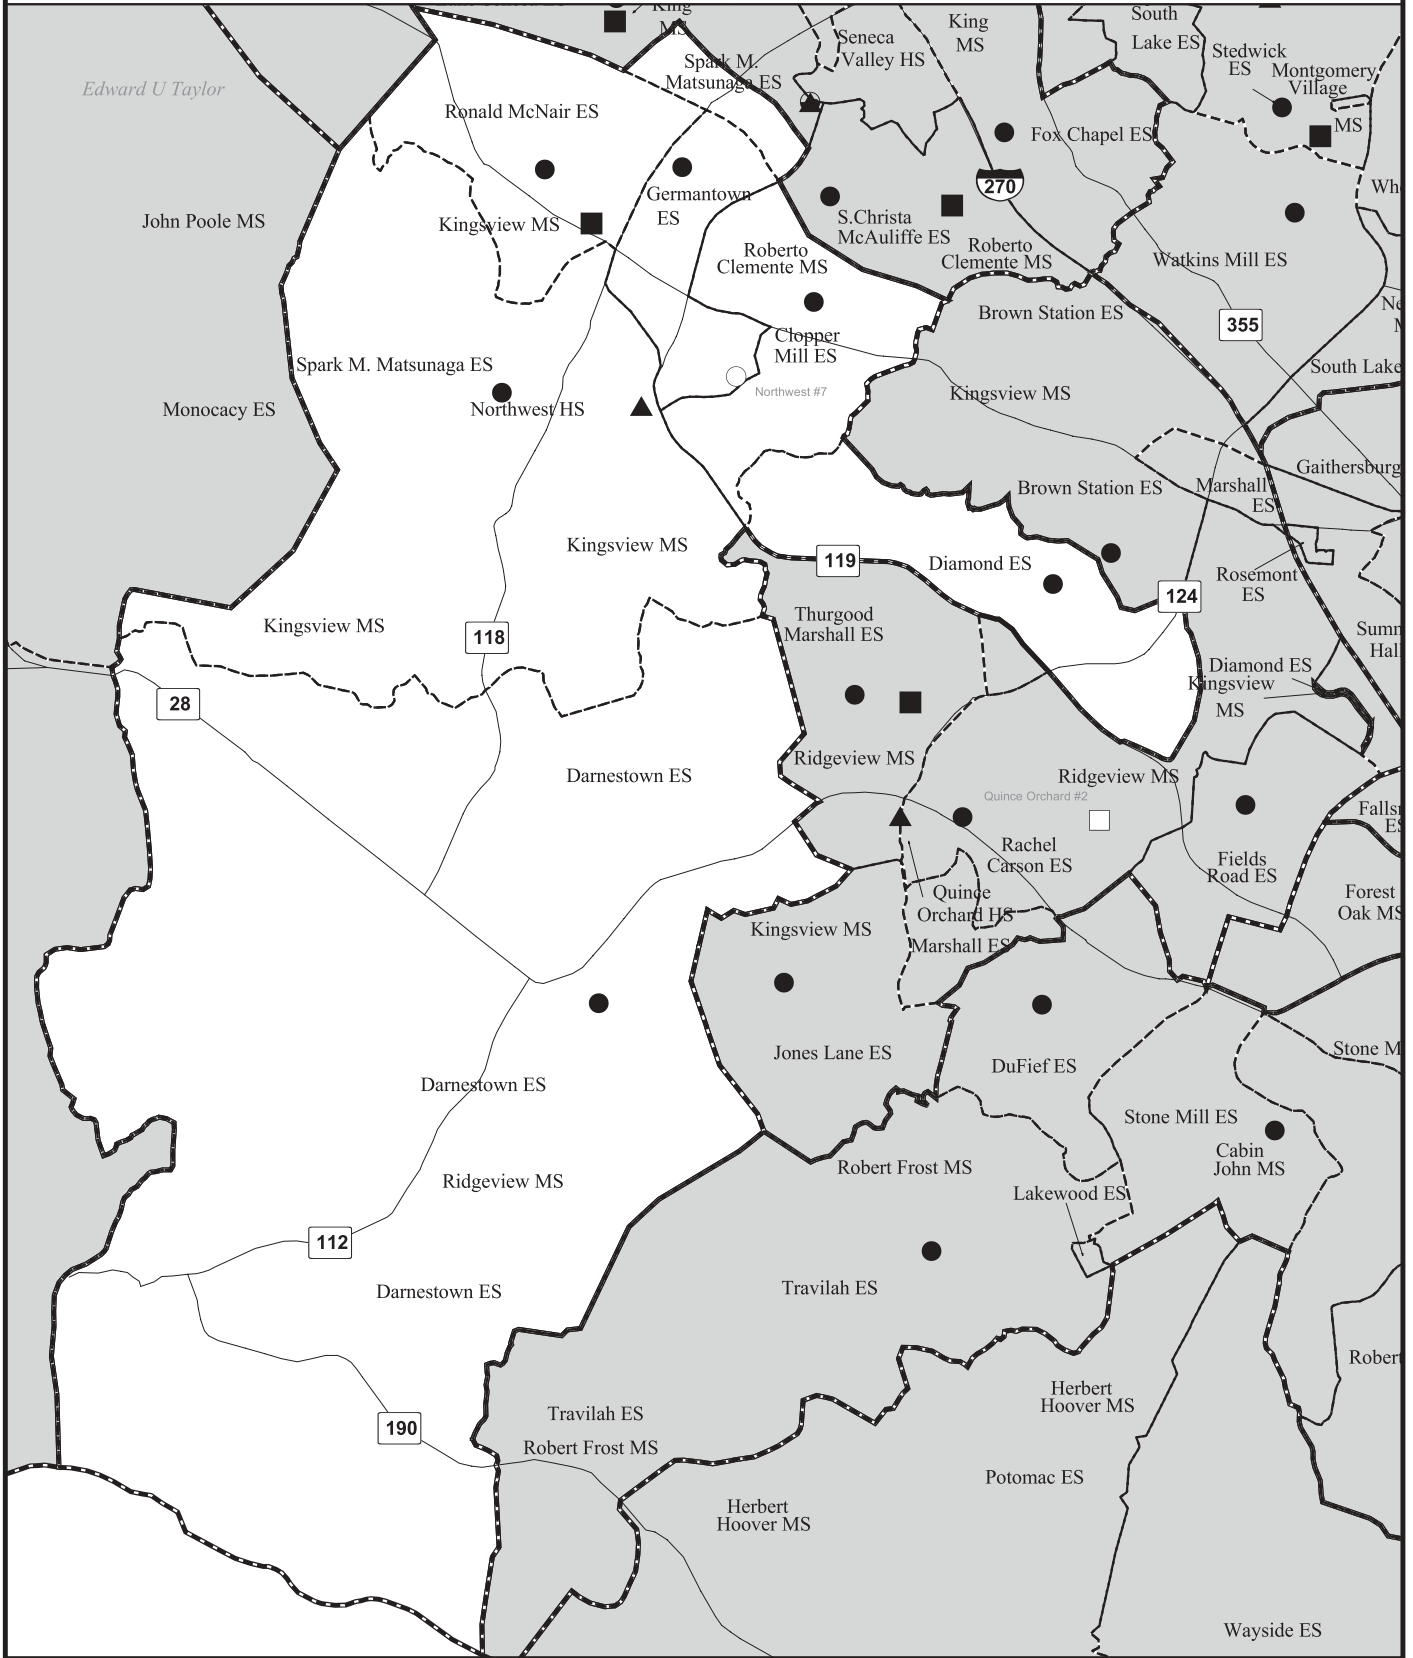 King
MS
Edward U Taylor
Spark M.
Matsunaga ES
Seneca
Valley HS
King
MS
South
Lake ES
Stedwick
ES
Montgomery
Village
MS
Ronald McNair ES
Fox Chapel ES
270
Germantown
ES
John Poole MS
Kingsview MS
S.Christa
McAuliffe ES
Roberto
Clemente MS
Roberto
Clemente MS
Watkins Mill ES
Brown Station ES
355
Clopper
Mill ES
Northwest #7
Spark M. Matsunaga ES
South Lake
Kingsview MS
Monocacy ES
Northwest HS
Gaithersburg
Brown Station ES
Marshall
ES
Kingsview MS
119
Diamond ES
Rosemont
ES
124
Kingsview MS
118
Thurgood
Marshall ES
Diamond ES
Kingsview
MS
28
Ridgeview MS
Darnestown ES
Ridgeview MS
Quince Orchard #2
Rachel
Carson ES
Fields
Road ES
Forest
Oak MS
Quince
Orchard HS
Kingsview MS
Marshall ES
Jones Lane ES
DuFief ES
Stone M
Darnestown ES
Stone Mill ES
Cabin
John MS
Robert Frost MS
Ridgeview MS
Lakewood ES
112
Darnestown ES
Travilah ES
Robert
Herbert
Hoover MS
Travilah ES
190
Robert Frost MS
Potomac ES
Herbert
Hoover MS
Wayside ES